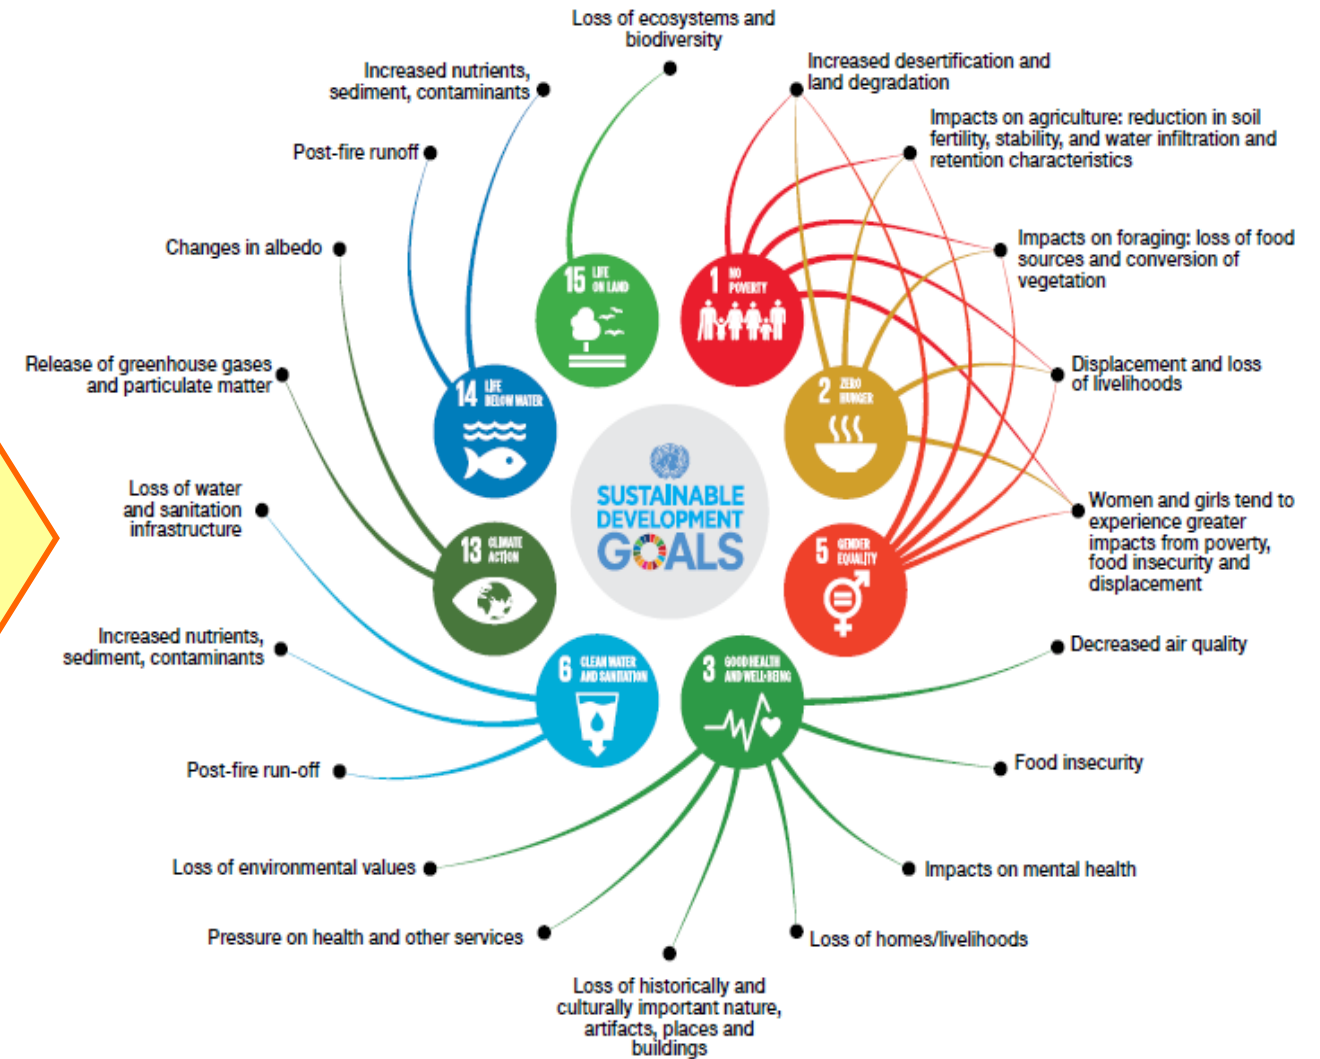 Loss of ecosystems and
biodiversity
Increased nutrients,
sediment, contaminants
Increased desertification and
land degradation
Post-fire runoff
Impacts on agriculture: reduction in soil
fertility, stability, and water infiltration and
retention characteristics
Changes in albedo
Impacts on foraging: loss of food
sources and conversion of
vegetation
15 LIFE
ON LAND
1 NO
POVERTY
Release of greenhouse gases
and particulate matter
Displacement and loss
of livelihoods
14 LIFE
BELOW WATER
2 ZERO
HUNGER
Loss of water
and sanitation
infrastructure
SUSTAINABLE
DEVELOPMENT
GOALS
Women and girls tend to
experience greater
impacts from poverty,
food insecurity and
displacement
13 CLIMATE
ACTION
5 GENDER
EQUALITY
Increased nutrients,
sediment, contaminants
Decreased air quality
6 CLEAN WATER
AND SANITATION
3 GOOD HEALTH
AND WELL-BEING
Post-fire run-off
Food insecurity
Loss of environmental values
Impacts on mental health
Pressure on health and other services
Loss of homes/livelihoods
Loss of historically and
culturally important nature,
artifacts, places and
buildings